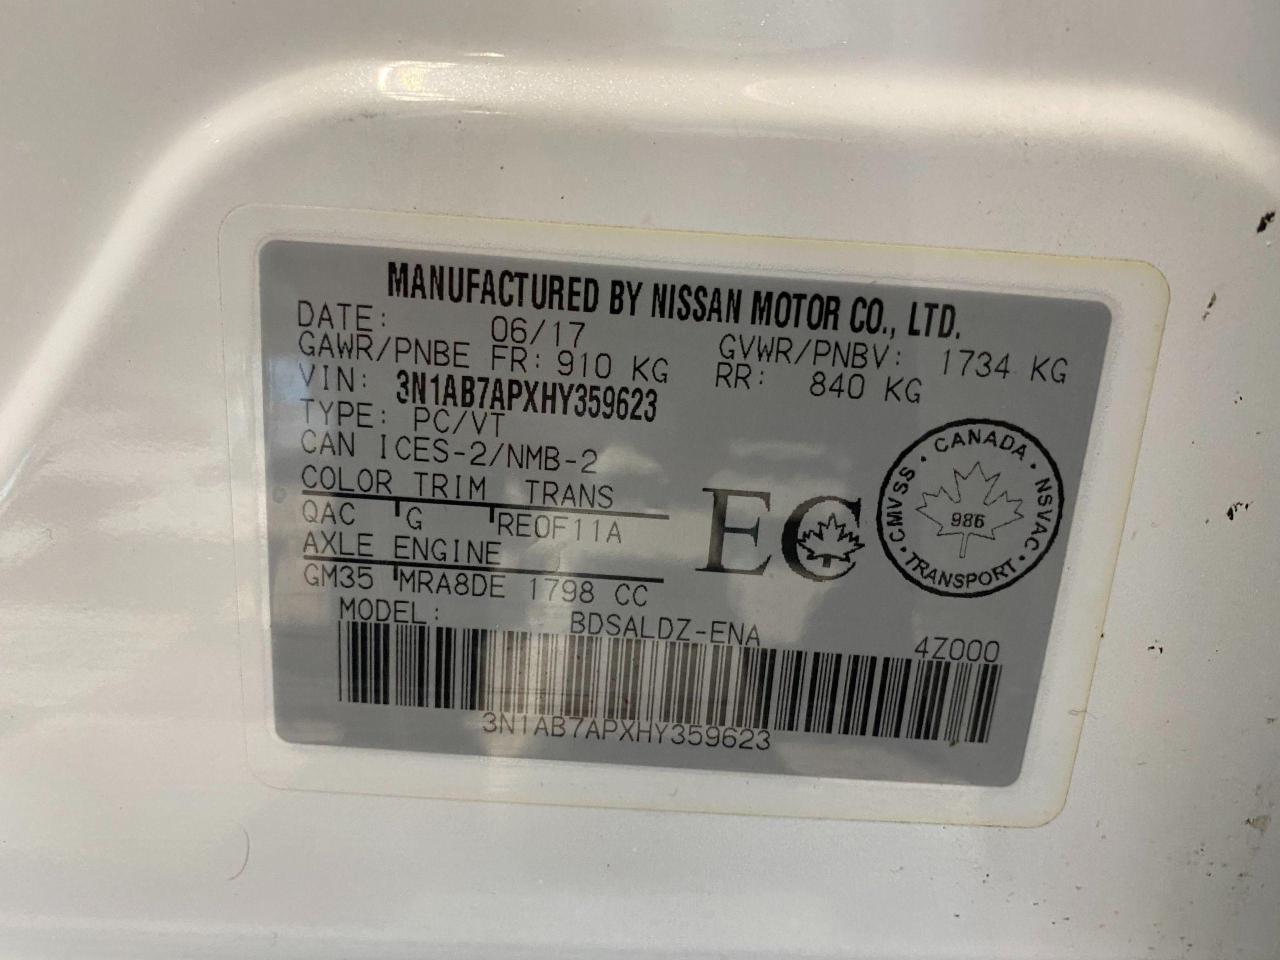 MANUFACTURED BY NISSAN MOTOR CO., LTD.
DATE: 06/17 GVWR/PNBV: 1734 KG
GAWR/PNBE FR: 910 KG RR: 840 KG
VIN: 3N1AB7APXHY359623
TYPE: PC/VT
CAN ICES-2/NMB-2
COLOR TRIM TRANS
QAC G RE0F11A
AXLE ENGINE
GM35 MRA8DE 1798 CC
MODEL: BDSALDZ-ENA 4Z000
3N1AB7APXHY359623
EC
CANADA
CMVSS · NSVAC
986
TRANSPORT